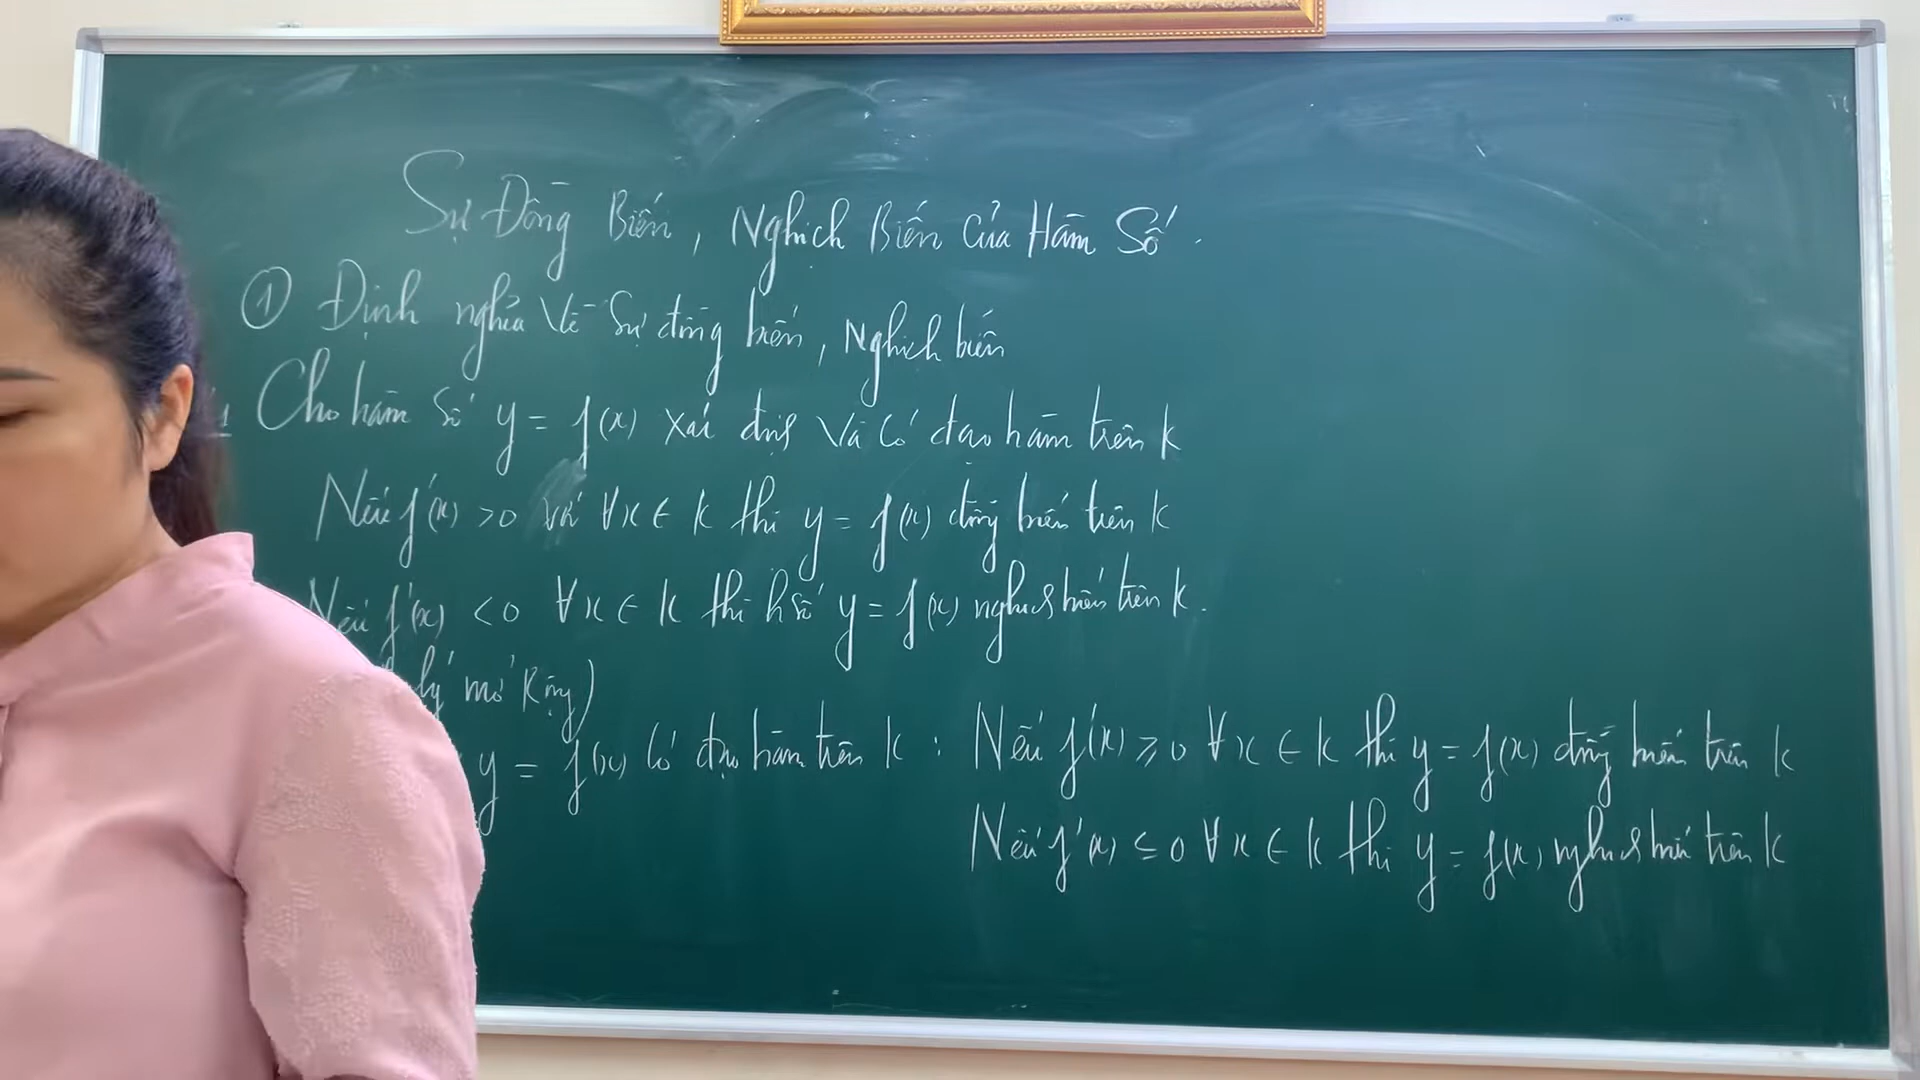 Sự Đồng Biến, Nghịch Biến Của Hàm Số.
① Định nghĩa Về Sự đồng biến, Nghịch biến
1 Cho hàm số y = f(x) xác định Và Có đạo hàm trên K
Nếu f'(x) >0 với ∀x ∈ K thì y = f(x) đồng biến trên K
Nếu f'(x) <0 ∀x ∈ K thì h số y = f(x) nghịch biến trên K.
lý mở Rộng)
y = f(x) Có đạo hàm trên K : Nếu f'(x) ⩾0 ∀x ∈ K thì y = f(x) đồng biến trên K
Nếu f'(x) ≤0 ∀x ∈ K thì y = f(x) nghịch biến trên K